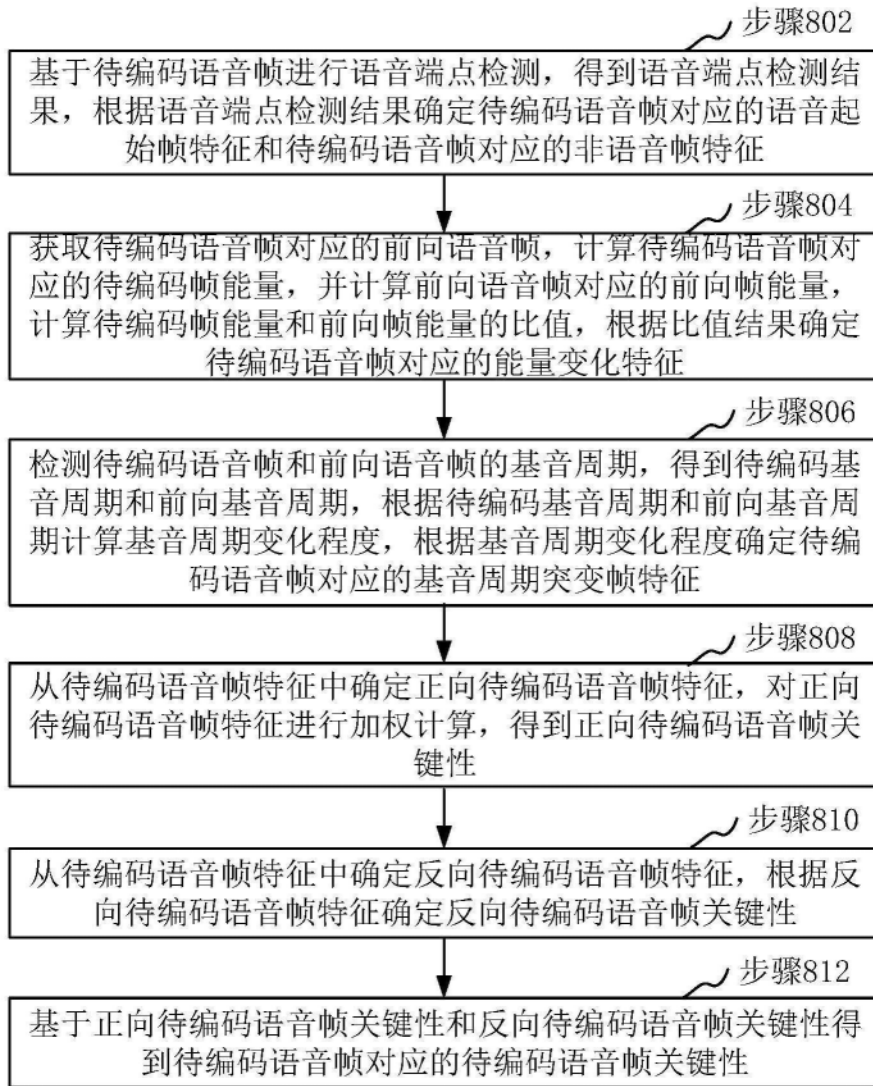 步骤802
基于待编码语音帧进行语音端点检测，得到语音端点检测结
果，根据语音端点检测结果确定待编码语音帧对应的语音起
始帧特征和待编码语音帧对应的非语音帧特征
步骤804
获取待编码语音帧对应的前向语音帧，计算待编码语音帧对
应的待编码帧能量，并计算前向语音帧对应的前向帧能量，
计算待编码帧能量和前向帧能量的比值，根据比值结果确定
待编码语音帧对应的能量变化特征
步骤806
检测待编码语音帧和前向语音帧的基音周期，得到待编码基
音周期和前向基音周期，根据待编码基音周期和前向基音周
期计算基音周期变化程度，根据基音周期变化程度确定待编
码语音帧对应的基音周期突变帧特征
步骤808
从待编码语音帧特征中确定正向待编码语音帧特征，对正向
待编码语音帧特征进行加权计算，得到正向待编码语音帧关
键性
步骤810
从待编码语音帧特征中确定反向待编码语音帧特征，根据反
向待编码语音帧特征确定反向待编码语音帧关键性
步骤812
基于正向待编码语音帧关键性和反向待编码语音帧关键性得
到待编码语音帧对应的待编码语音帧关键性